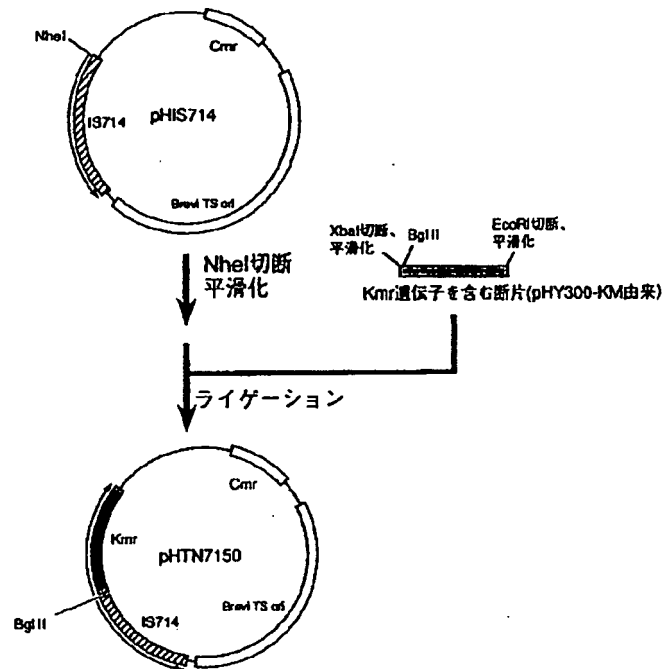 NheI
Cmr
pHIS714
IS714
Brevi TS ori
NheI切断
平滑化
XbaI切断、
平滑化
BglII
EcoRI切断、
平滑化
Kmr遺伝子を含む断片(pHY300-KM由来)
ライゲーション
Cmr
Kmr
pHTN7150
Brevi TS ori
BglII
IS714